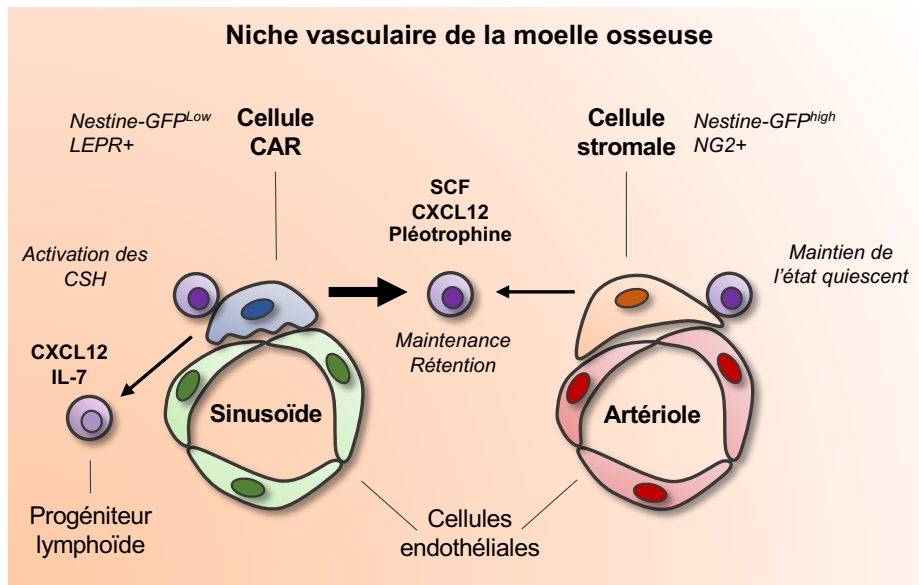 Niche vasculaire de la moelle osseuse
Nestine-GFPLow
LEPR+
Cellule
CAR
Cellule
stromale
Nestine-GFPhigh
NG2+
SCF
CXCL12
Pléotrophine
Activation des
CSH
Maintien de
l'état quiescent
CXCL12
IL-7
Maintenance
Rétention
Sinusoïde
Artériole
Progéniteur
lymphoïde
Cellules
endothéliales